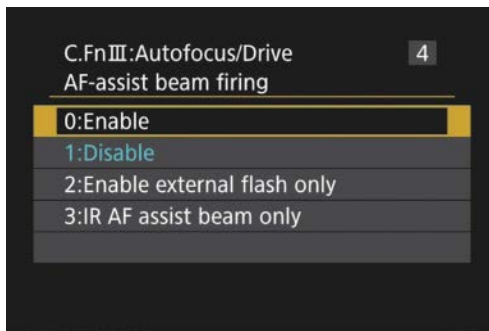 C.FnⅢ:Autofocus/Drive 4
AF-assist beam firing
0:Enable
1:Disable
2:Enable external flash only
3:IR AF assist beam only